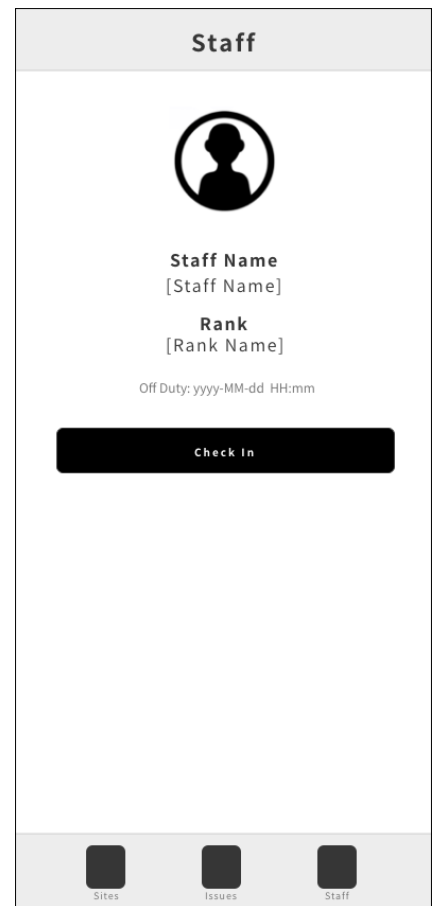 Staff
Staff Name
[Staff Name]
Rank
[Rank Name]
Off Duty: yyyy-MM-dd HH:mm
Check In
Sites Issues Staff